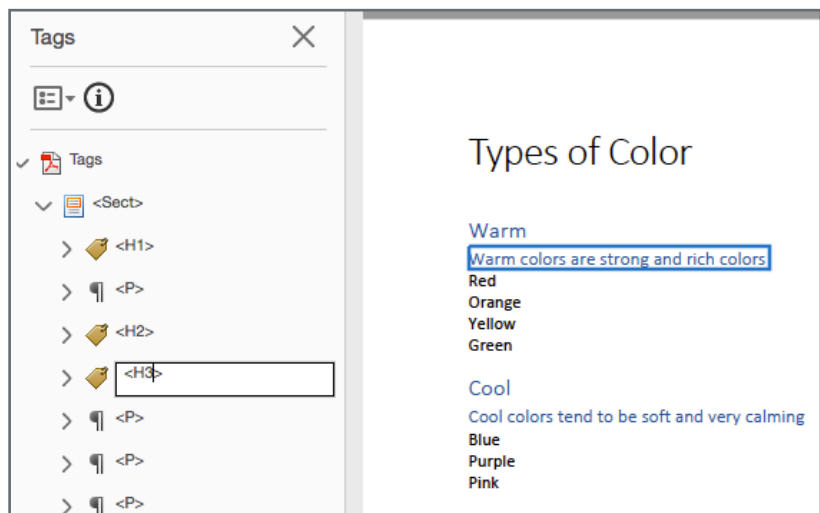 Tags
Tags
<Sect>
<H1>
<P>
<H2>
<H3>
<P>
<P>
<P>
Types of Color
Warm
Warm colors are strong and rich colors
Red
Orange
Yellow
Green
Cool
Cool colors tend to be soft and very calming
Blue
Purple
Pink